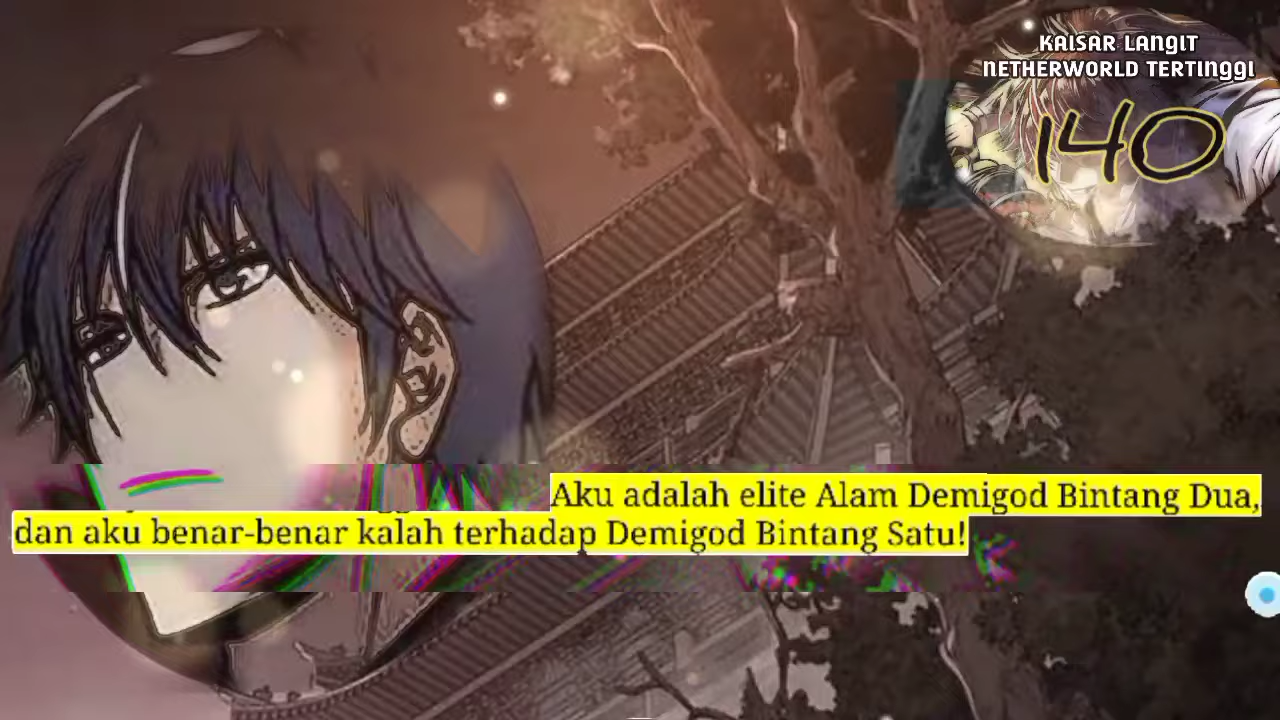 KAISAR LANGIT
NETHERWORLD TERTINGGI
140
Aku adalah elite Alam Demigod Bintang Dua,
dan aku benar-benar kalah terhadap Demigod Bintang Satu!